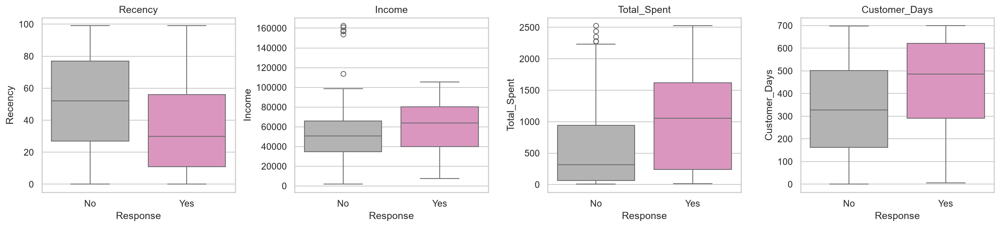 Recency
100
80
60
40
20
0
Recency
No Yes
Response
Income
160000
140000
120000
100000
80000
60000
40000
20000
0
Income
No Yes
Response
Total_Spent
2500
2000
1500
1000
500
0
Total_Spent
No Yes
Response
Customer_Days
700
600
500
400
300
200
100
0
Customer_Days
No Yes
Response